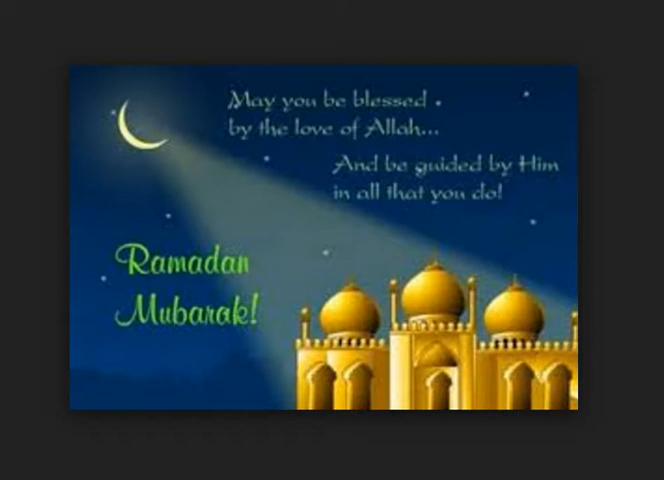 May you be blessed
by the love of Allah...
And be guided by Him
in all that you do!
Ramadan
Mubarak!